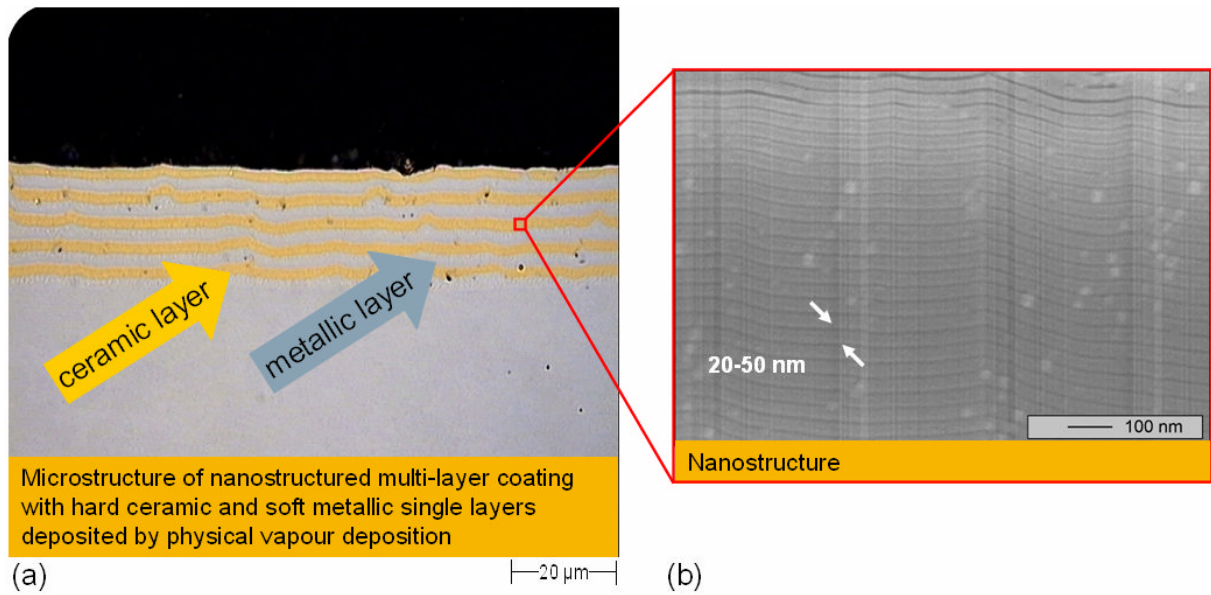 ceramic layer
metallic layer
Microstructure of nanostructured multi-layer coating
with hard ceramic and soft metallic single layers
deposited by physical vapour deposition
(a)
20 µm
20-50 nm
100 nm
Nanostructure
(b)